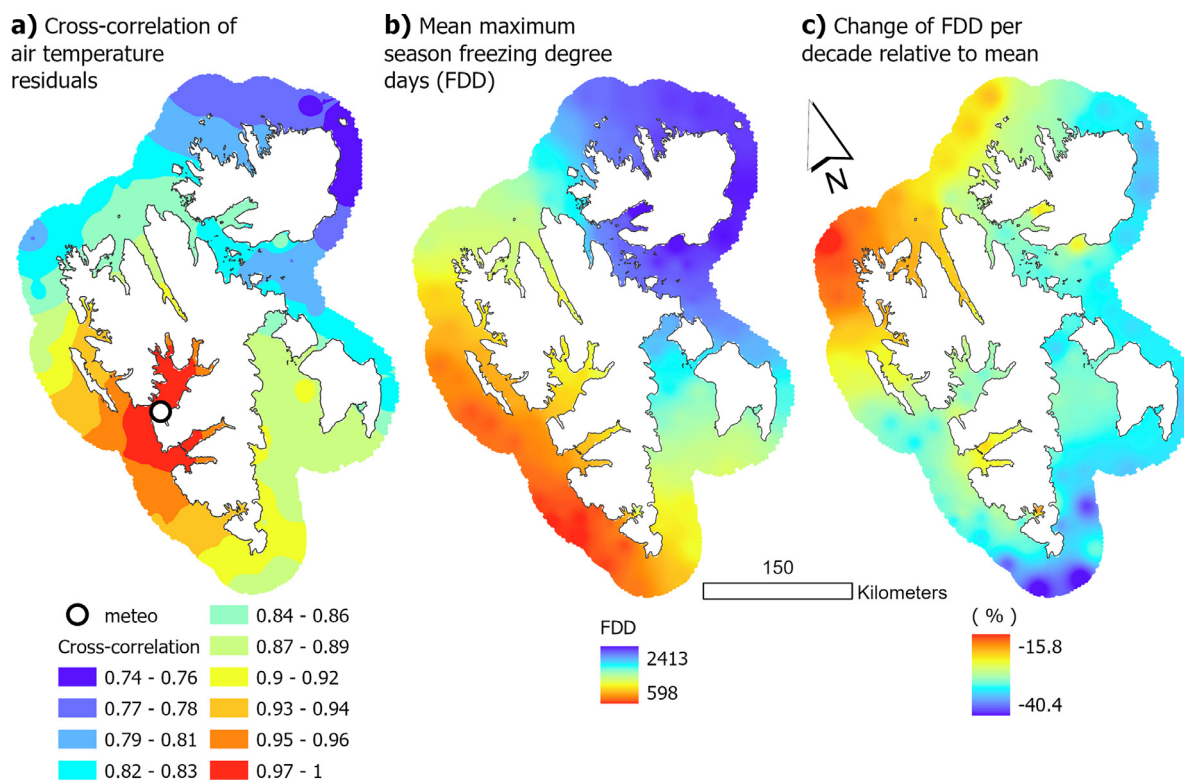 a) Cross-correlation of
air temperature
residuals
b) Mean maximum
season freezing degree
days (FDD)
c) Change of FDD per
decade relative to mean
N
150
Kilometers
meteo
Cross-correlation
0.74 - 0.76
0.77 - 0.78
0.79 - 0.81
0.82 - 0.83
0.84 - 0.86
0.87 - 0.89
0.9 - 0.92
0.93 - 0.94
0.95 - 0.96
0.97 - 1
FDD
2413
598
( % )
-15.8
-40.4